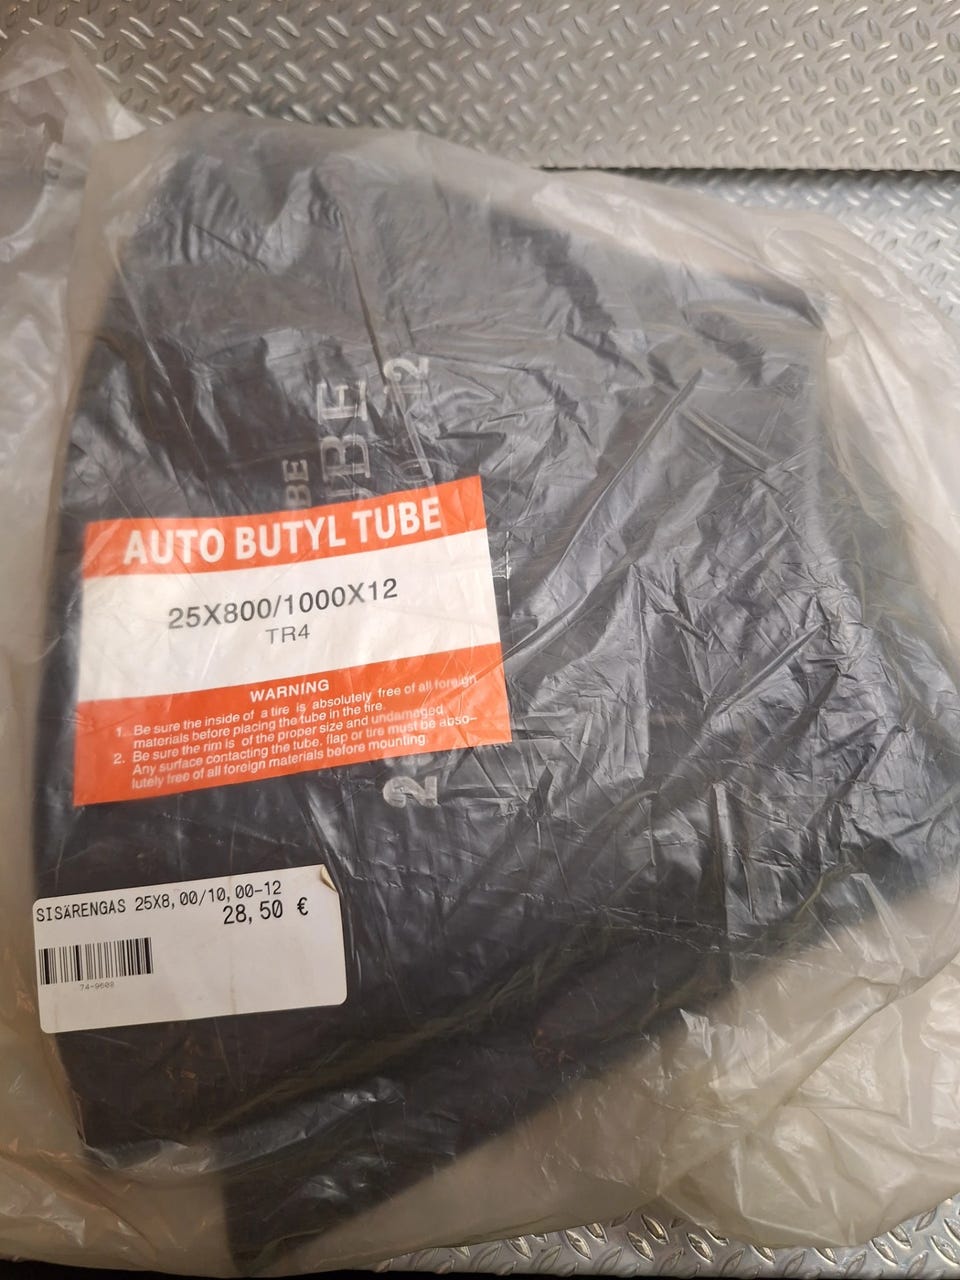 12
TUBE
AUTO BUTYL TUBE
25X800/1000X12
TR4
WARNING
1. Be sure the inside of a tire is absolutely free of all foreign
materials before placing the tube in the tire.
2. Be sure the rim is of the proper size and undamaged
Any surface contacting the tube, flap or tire must be abso-
lutely free of all foreign materials before mounting.
2
SISÄRENGAS 25X8,00/10,00-12
28,50 €
74-9608